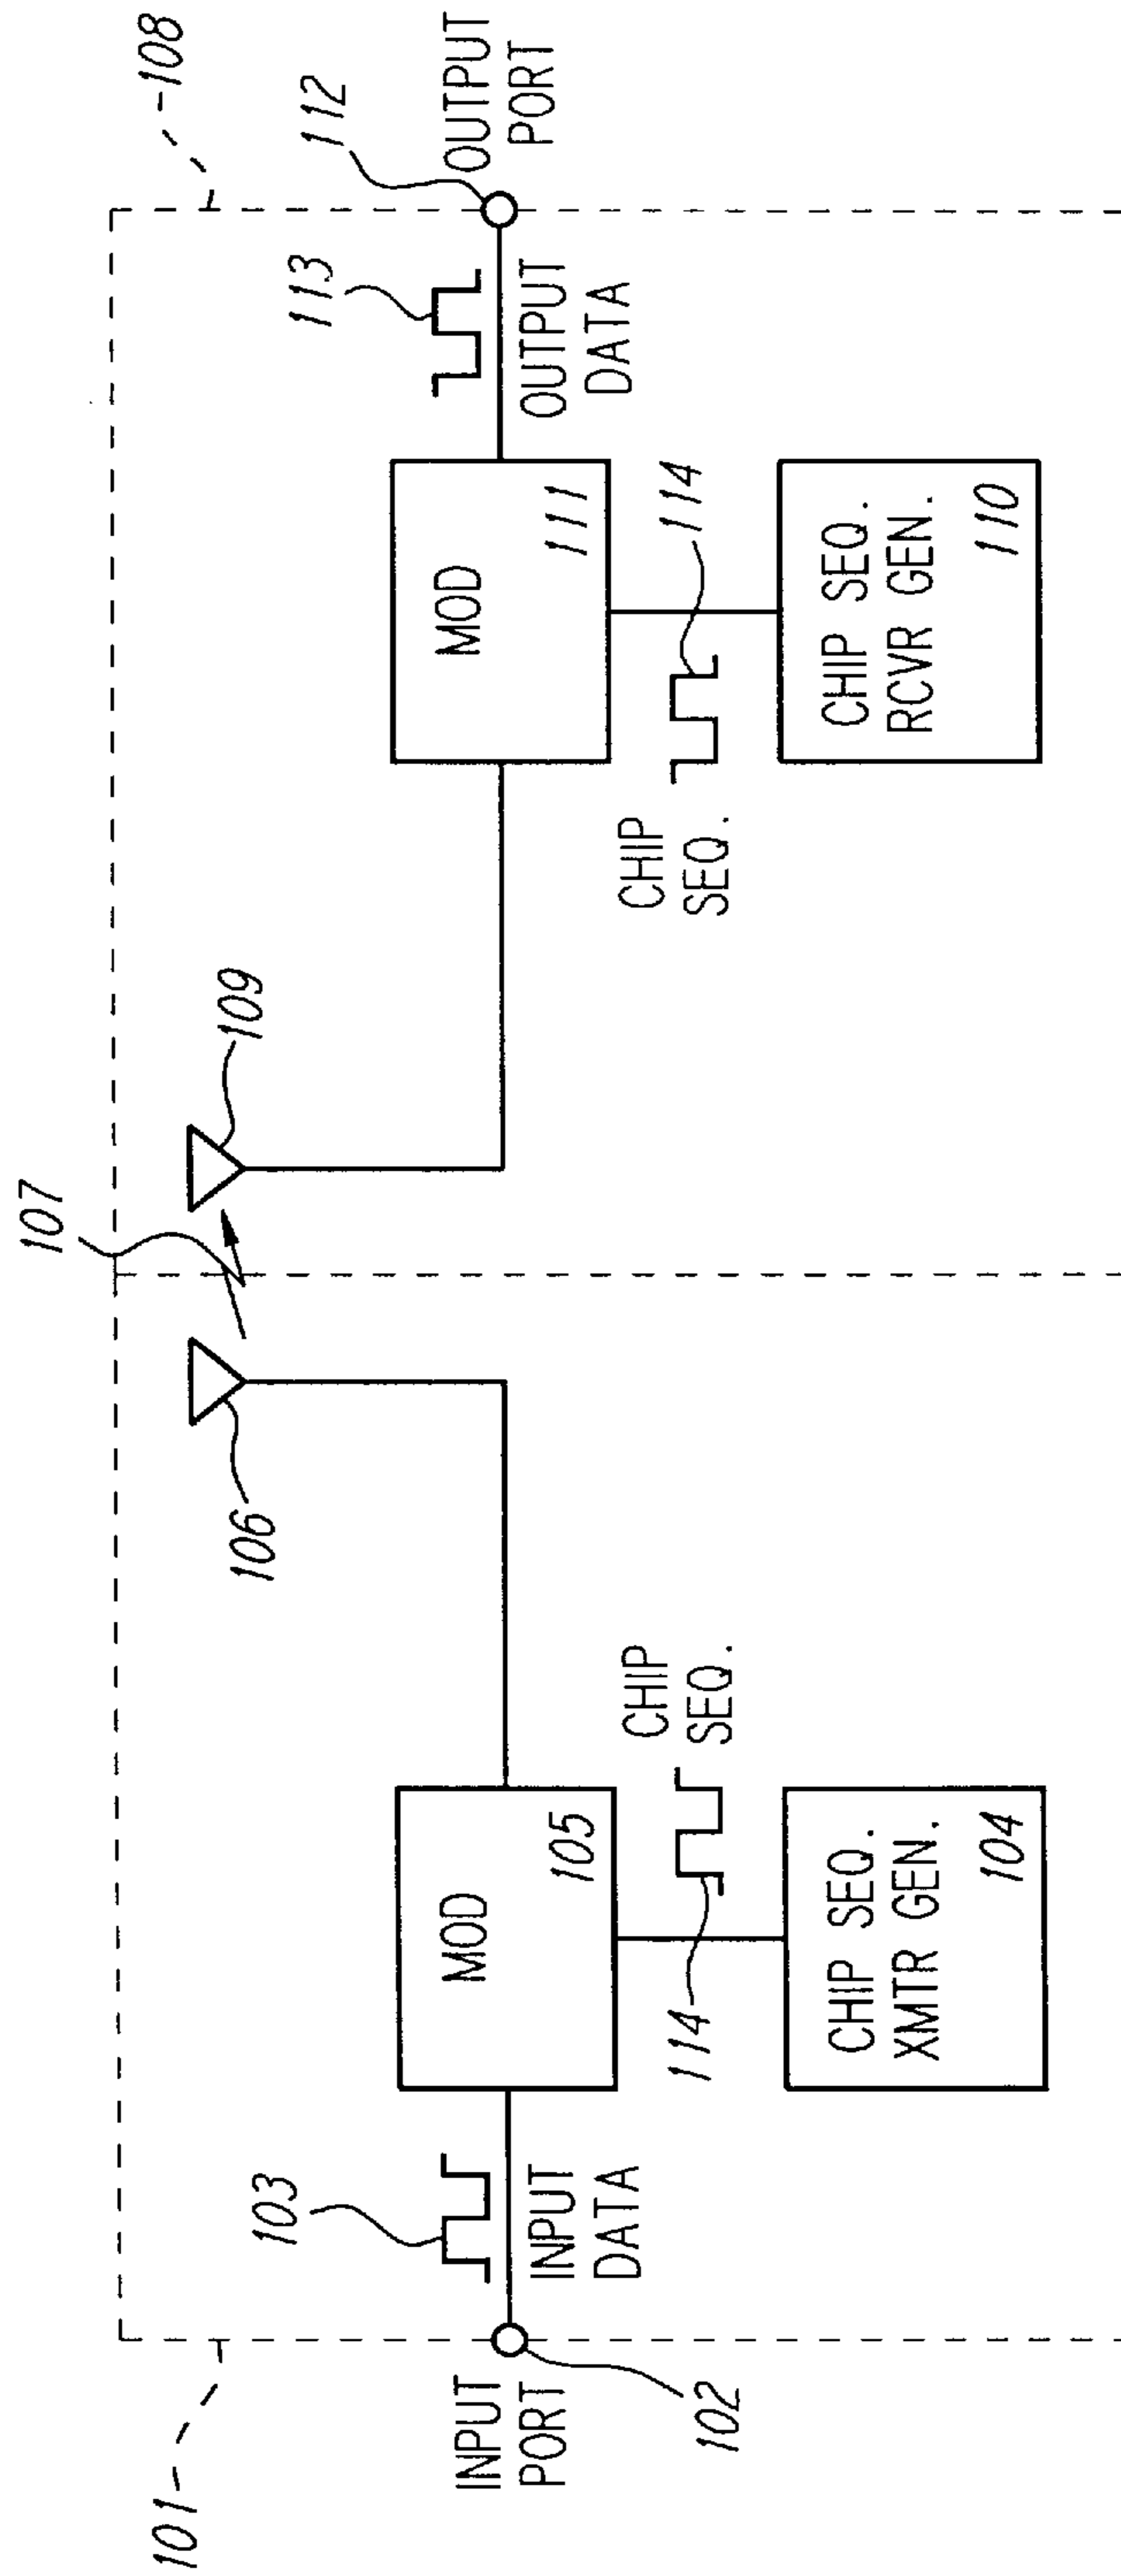 101
108
107
106
109
103
113
112
INPUT
PORT
102
INPUT
DATA
MOD
105
114
CHIP
SEQ.
CHIP SEQ.
XMTR GEN.
104
MOD
111
OUTPUT
DATA
OUTPUT
PORT
CHIP
SEQ.
114
CHIP SEQ.
RCVR GEN.
110